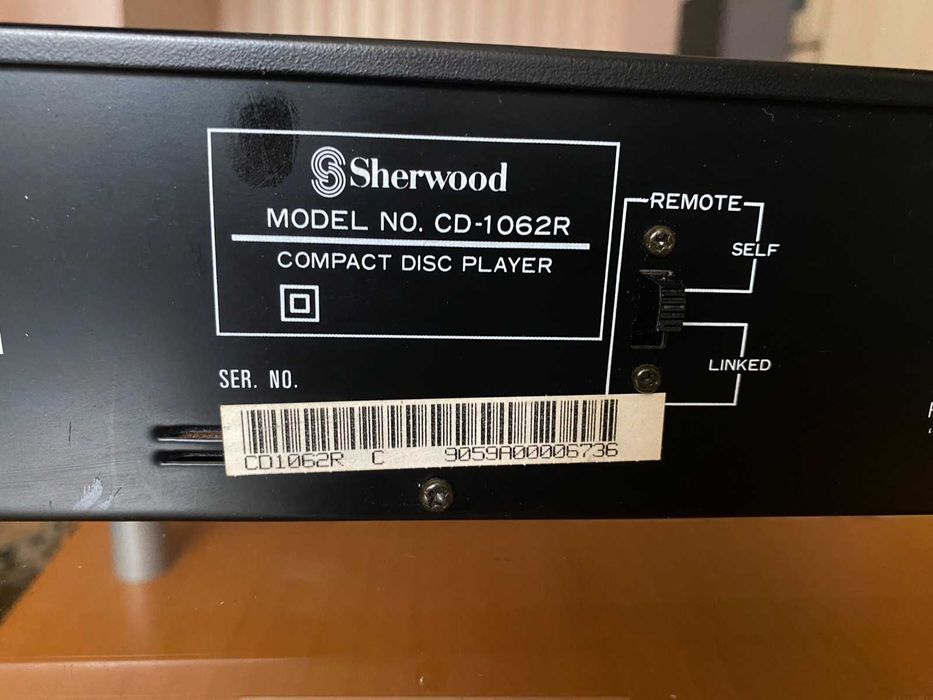 Sherwood
MODEL NO. CD-1062R
COMPACT DISC PLAYER
REMOTE
SELF
LINKED
SER. NO.
CD1062R C 9059A00006736